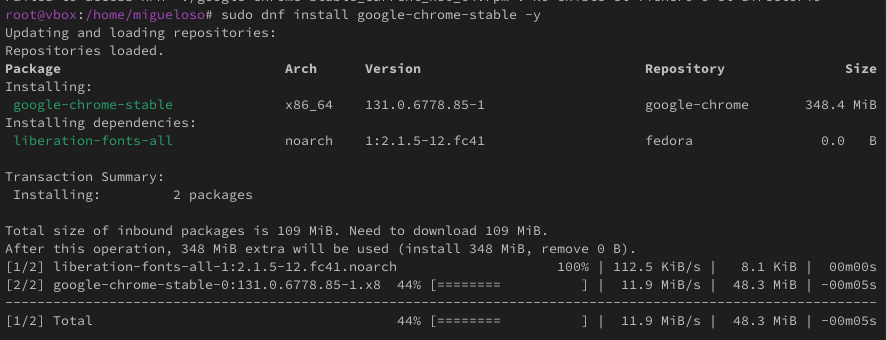 root@vbox:/home/migueloso# sudo dnf install google-chrome-stable -y
Updating and loading repositories:
Repositories loaded.
Package Arch Version Repository Size
Installing:
google-chrome-stable x86_64 131.0.6778.85-1 google-chrome 348.4 MiB
Installing dependencies:
liberation-fonts-all noarch 1:2.1.5-12.fc41 fedora 0.0 B
Transaction Summary:
Installing: 2 packages
Total size of inbound packages is 109 MiB. Need to download 109 MiB.
After this operation, 348 MiB extra will be used (install 348 MiB, remove 0 B).
[1/2] liberation-fonts-all-1:2.1.5-12.fc41.noarch 100% | 112.5 KiB/s | 8.1 KiB | 00m00s
[2/2] google-chrome-stable-0:131.0.6778.85-1.x8 44% [======== ] | 11.9 MiB/s | 48.3 MiB | -00m05s
--------------------------------------------------------------------------------------------------------------
[1/2] Total 44% [======== ] | 11.9 MiB/s | 48.3 MiB | -00m05s